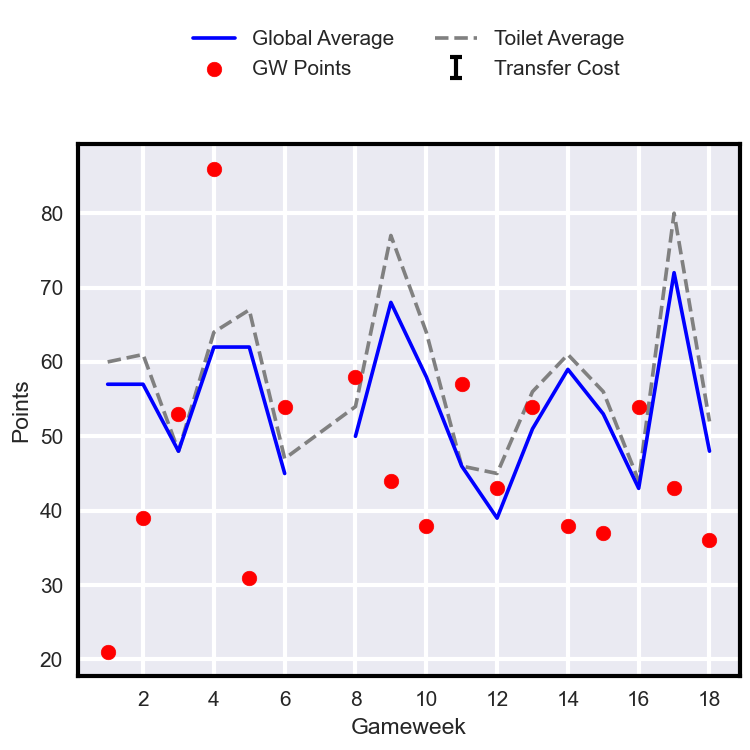 Global Average
Toilet Average
GW Points
Transfer Cost
80
70
60
50
40
30
20
Points
2 4 6 8 10 12 14 16 18
Gameweek